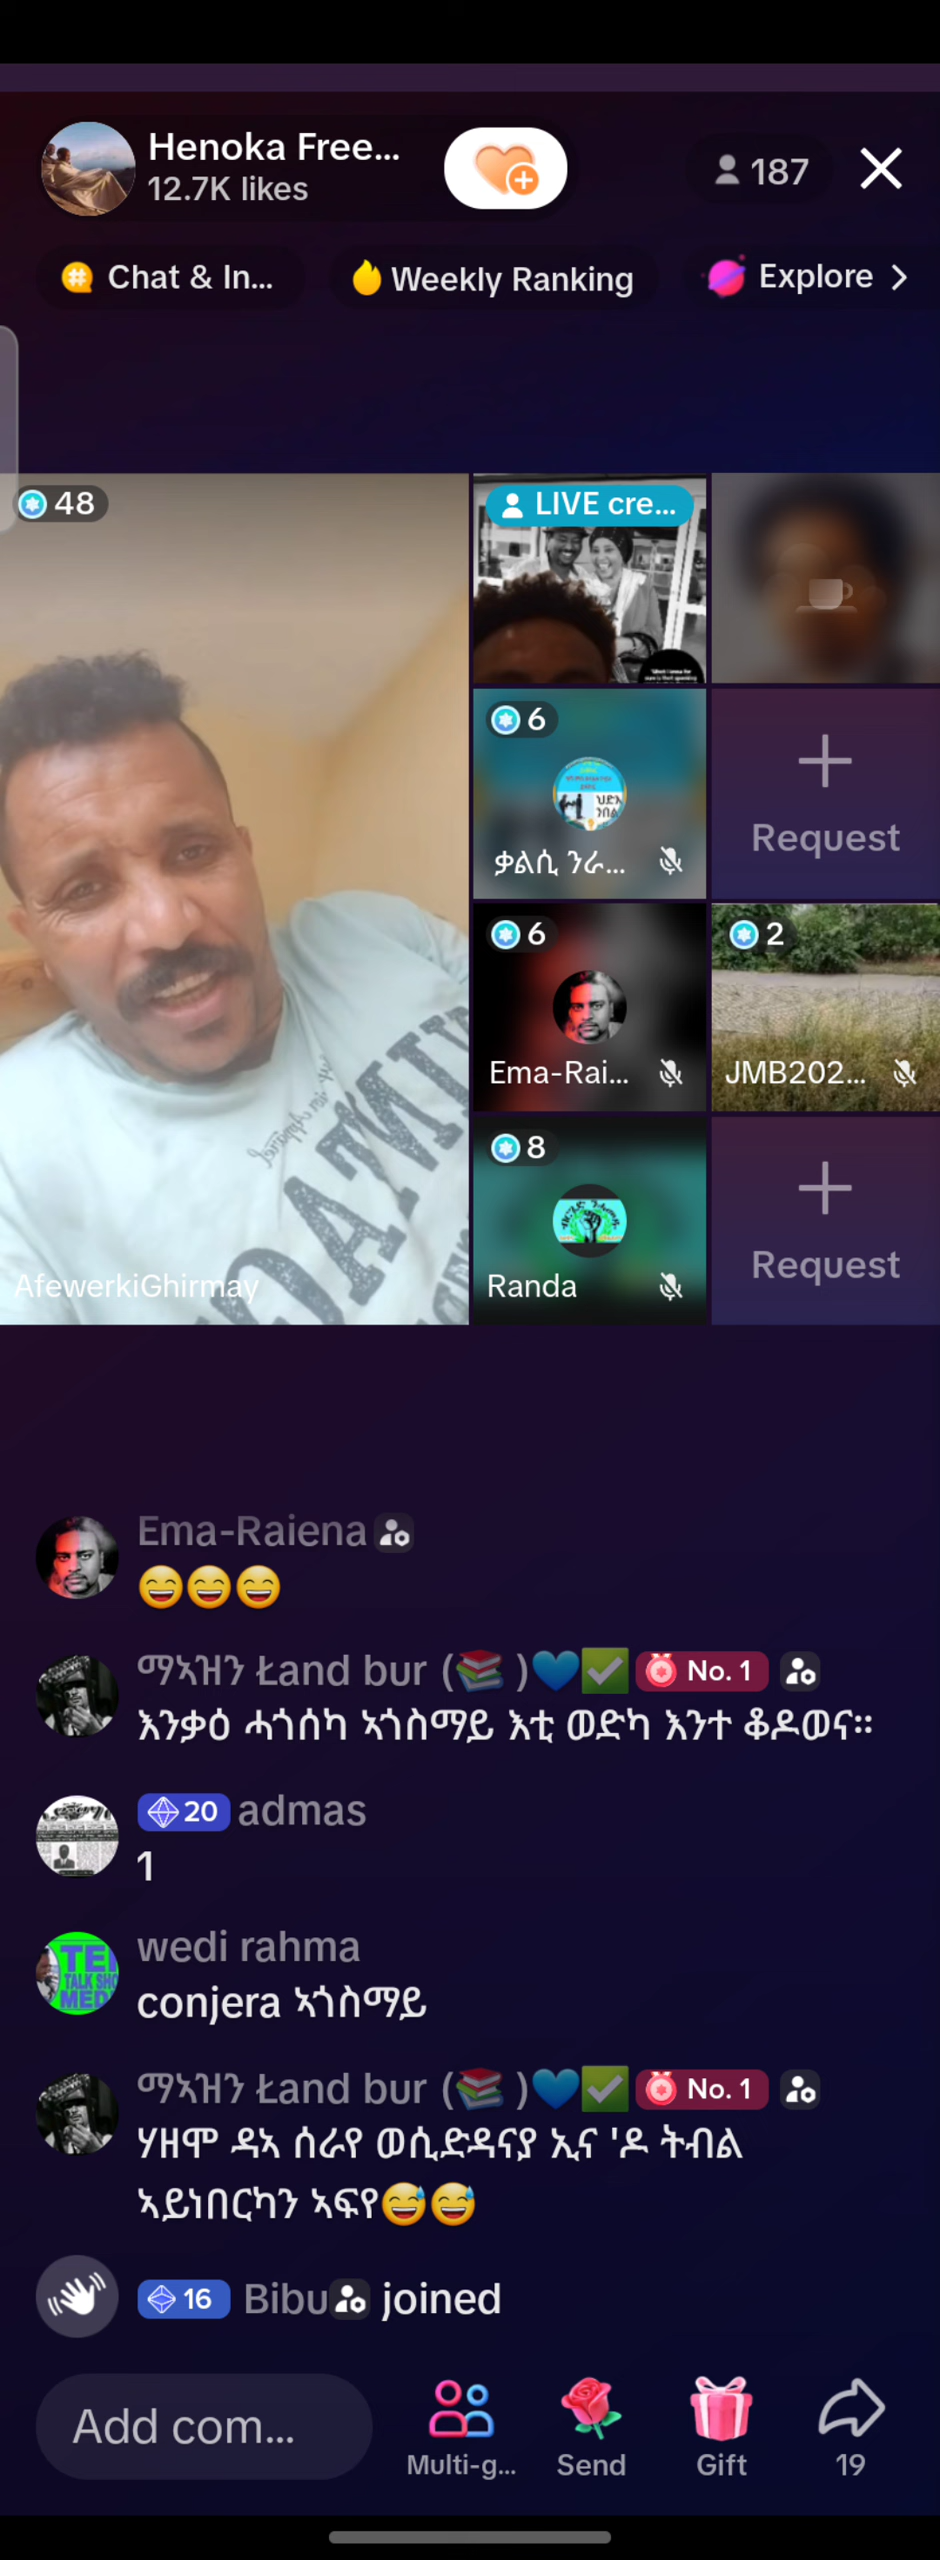 Henoka Free...
12.7K likes
187
Chat & In...
Weekly Ranking
Explore
48
LIVE cre...
6
ቃልሲ ንራ...
Request
6
Ema-Rai...
2
JMB202...
8
Randa
Request
AfewerkiGhirmay
Ema-Raiena
😄😄😄
ማኣዝን Łand bur (📚 )💙✅ No. 1
እንቃዕ ሓጎሰካ ኣጎስማይ እቲ ወድካ እንተ ቆዶወና።
20 admas
1
wedi rahma
conjera ኣጎስማይ
ማኣዝን Łand bur (📚 )💙✅ No. 1
ሃዘሞ ዳኣ ሰራየ ወሲድዳናያ ኢና 'ዶ ትብል
ኣይነበርካን ኣፍየ😅😅
16 Bibu joined
Add com...
Multi-g...
Send
Gift
19